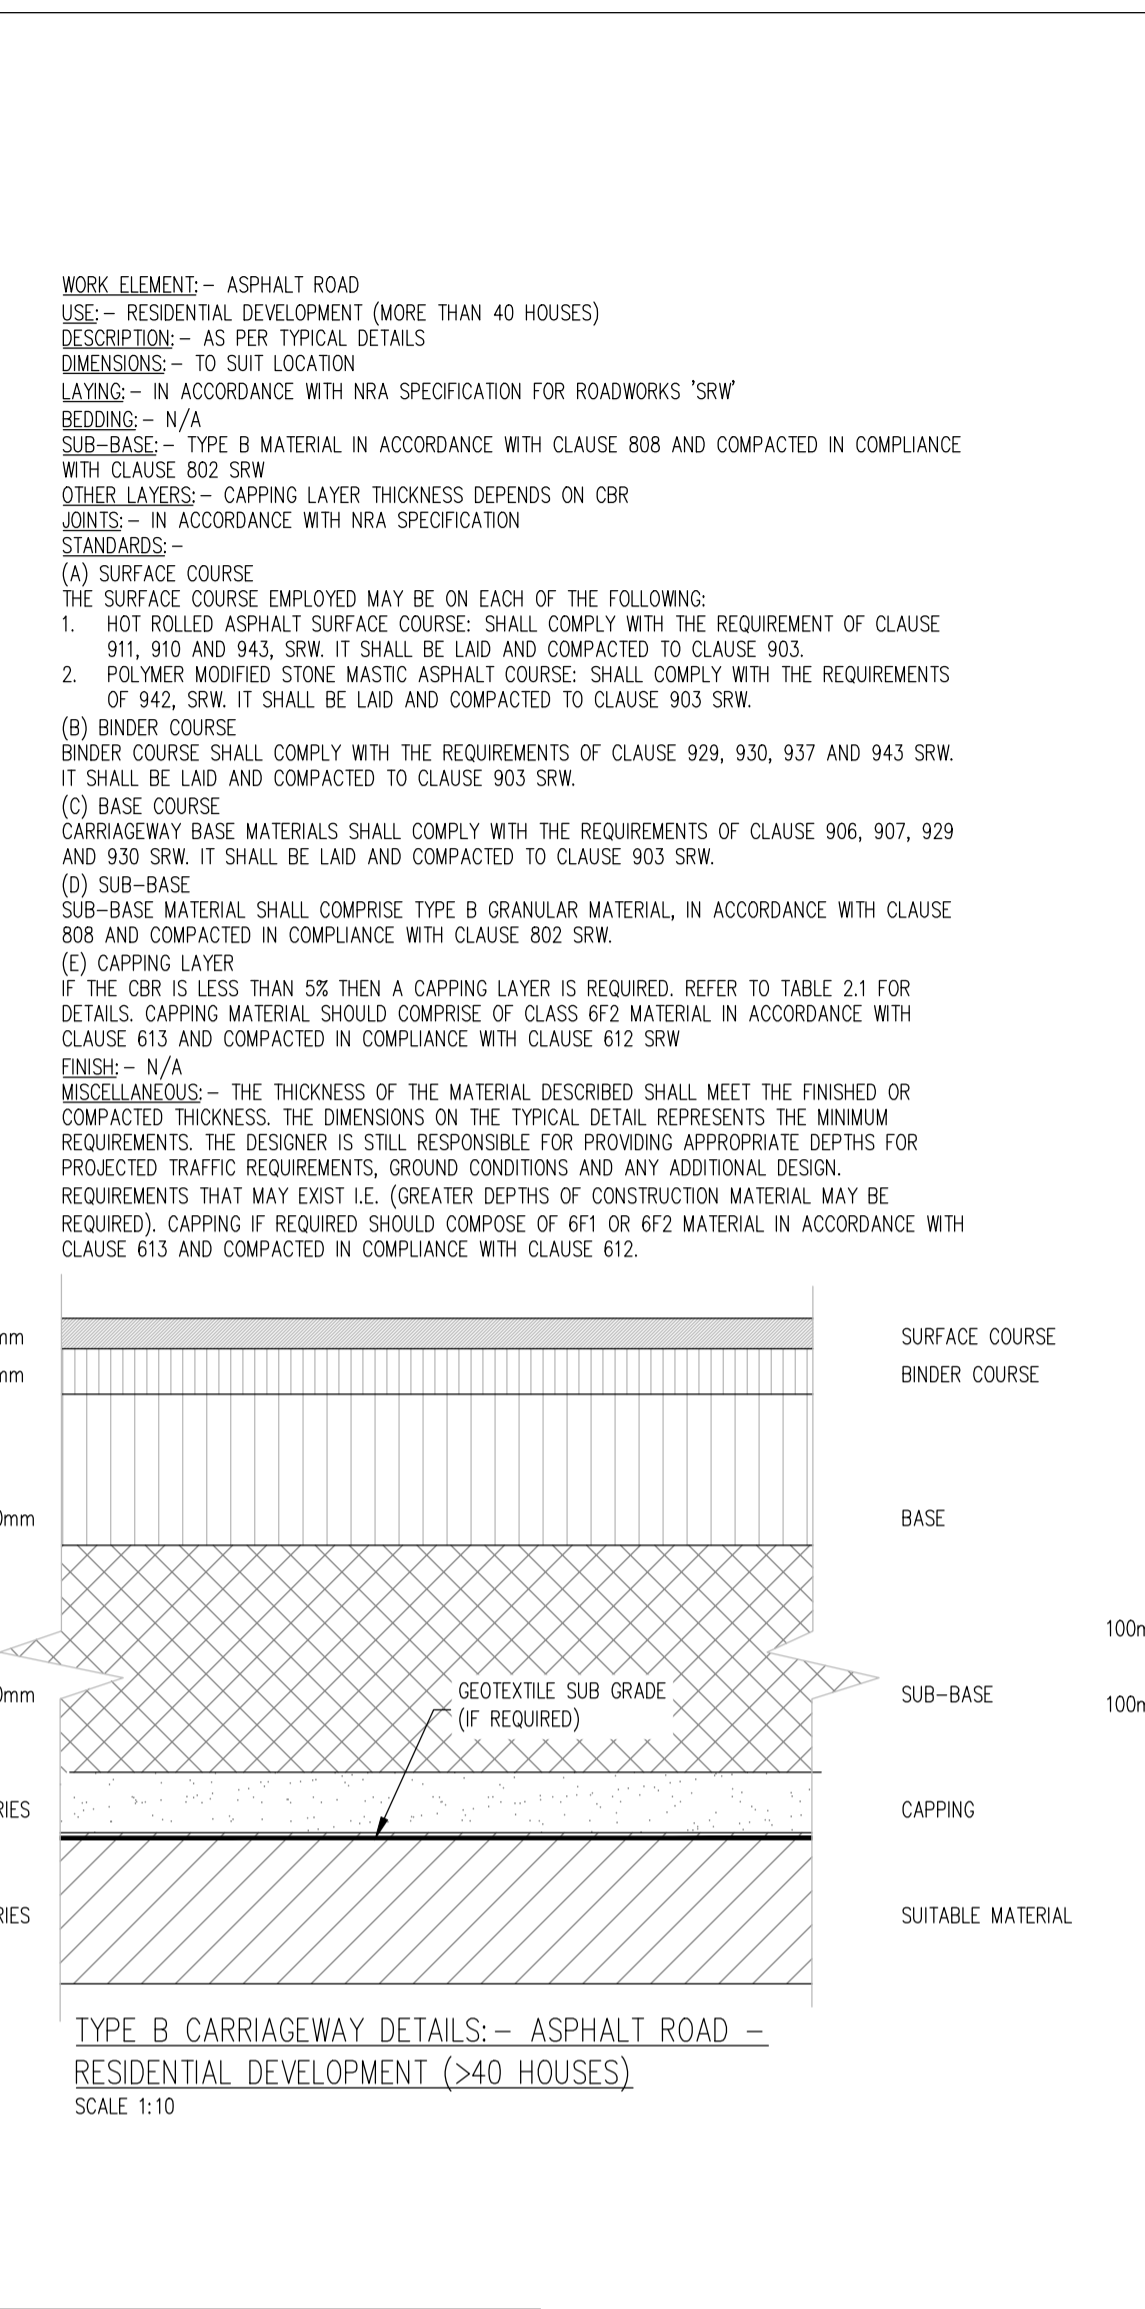 WORK ELEMENT:– ASPHALT ROAD
USE:– RESIDENTIAL DEVELOPMENT (MORE THAN 40 HOUSES)
DESCRIPTION:– AS PER TYPICAL DETAILS
DIMENSIONS:– TO SUIT LOCATION
LAYING:– IN ACCORDANCE WITH NRA SPECIFICATION FOR ROADWORKS 'SRW'
BEDDING:– N/A
SUB–BASE:– TYPE B MATERIAL IN ACCORDANCE WITH CLAUSE 808 AND COMPACTED IN COMPLIANCE
WITH CLAUSE 802 SRW
OTHER LAYERS:– CAPPING LAYER THICKNESS DEPENDS ON CBR
JOINTS:– IN ACCORDANCE WITH NRA SPECIFICATION
STANDARDS:–
(A) SURFACE COURSE
THE SURFACE COURSE EMPLOYED MAY BE ON EACH OF THE FOLLOWING:
1. HOT ROLLED ASPHALT SURFACE COURSE: SHALL COMPLY WITH THE REQUIREMENT OF CLAUSE
911, 910 AND 943, SRW. IT SHALL BE LAID AND COMPACTED TO CLAUSE 903.
2. POLYMER MODIFIED STONE MASTIC ASPHALT COURSE: SHALL COMPLY WITH THE REQUIREMENTS
OF 942, SRW. IT SHALL BE LAID AND COMPACTED TO CLAUSE 903 SRW.
(B) BINDER COURSE
BINDER COURSE SHALL COMPLY WITH THE REQUIREMENTS OF CLAUSE 929, 930, 937 AND 943 SRW.
IT SHALL BE LAID AND COMPACTED TO CLAUSE 903 SRW.
(C) BASE COURSE
CARRIAGEWAY BASE MATERIALS SHALL COMPLY WITH THE REQUIREMENTS OF CLAUSE 906, 907, 929
AND 930 SRW. IT SHALL BE LAID AND COMPACTED TO CLAUSE 903 SRW.
(D) SUB–BASE
SUB–BASE MATERIAL SHALL COMPRISE TYPE B GRANULAR MATERIAL, IN ACCORDANCE WITH CLAUSE
808 AND COMPACTED IN COMPLIANCE WITH CLAUSE 802 SRW.
(E) CAPPING LAYER
IF THE CBR IS LESS THAN 5% THEN A CAPPING LAYER IS REQUIRED. REFER TO TABLE 2.1 FOR
DETAILS. CAPPING MATERIAL SHOULD COMPRISE OF CLASS 6F2 MATERIAL IN ACCORDANCE WITH
CLAUSE 613 AND COMPACTED IN COMPLIANCE WITH CLAUSE 612 SRW
FINISH:– N/A
MISCELLANEOUS:– THE THICKNESS OF THE MATERIAL DESCRIBED SHALL MEET THE FINISHED OR
COMPACTED THICKNESS. THE DIMENSIONS ON THE TYPICAL DETAIL REPRESENTS THE MINIMUM
REQUIREMENTS. THE DESIGNER IS STILL RESPONSIBLE FOR PROVIDING APPROPRIATE DEPTHS FOR
PROJECTED TRAFFIC REQUIREMENTS, GROUND CONDITIONS AND ANY ADDITIONAL DESIGN.
REQUIREMENTS THAT MAY EXIST I.E. (GREATER DEPTHS OF CONSTRUCTION MATERIAL MAY BE
REQUIRED). CAPPING IF REQUIRED SHOULD COMPOSE OF 6F1 OR 6F2 MATERIAL IN ACCORDANCE WITH
CLAUSE 613 AND COMPACTED IN COMPLIANCE WITH CLAUSE 612.
SURFACE COURSE
BINDER COURSE
BASE
GEOTEXTILE SUB GRADE
(IF REQUIRED)
SUB–BASE
CAPPING
SUITABLE MATERIAL
TYPE B CARRIAGEWAY DETAILS:– ASPHALT ROAD –
RESIDENTIAL DEVELOPMENT (>40 HOUSES)
SCALE 1:10